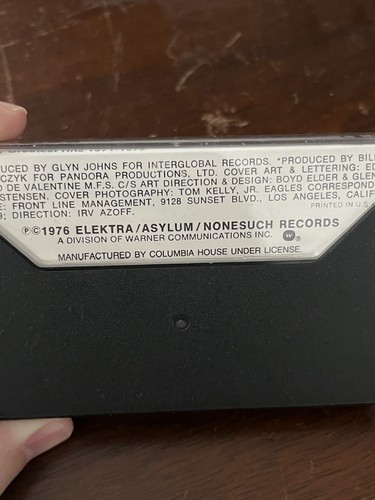 UCED BY GLYN JOHNS FOR INTERGLOBAL RECORDS. *PRODUCED BY BIL
CZYK FOR PANDORA PRODUCTIONS, LTD. COVER ART & LETTERING: ED
O DE VALENTINE M.F.S. C/S ART DIRECTION & DESIGN: BOYD ELDER & GLEN
STENSEN. COVER PHOTOGRAPHY: TOM KELLY, JR. EAGLES CORRESPOND
E: FRONT LINE MANAGEMENT, 9128 SUNSET BLVD., LOS ANGELES, CALIF
9; DIRECTION: IRV AZOFF. PRINTED IN U.S
℗©1976 ELEKTRA/ASYLUM/NONESUCH RECORDS
A DIVISION OF WARNER COMMUNICATIONS INC. ®
MANUFACTURED BY COLUMBIA HOUSE UNDER LICENSE.